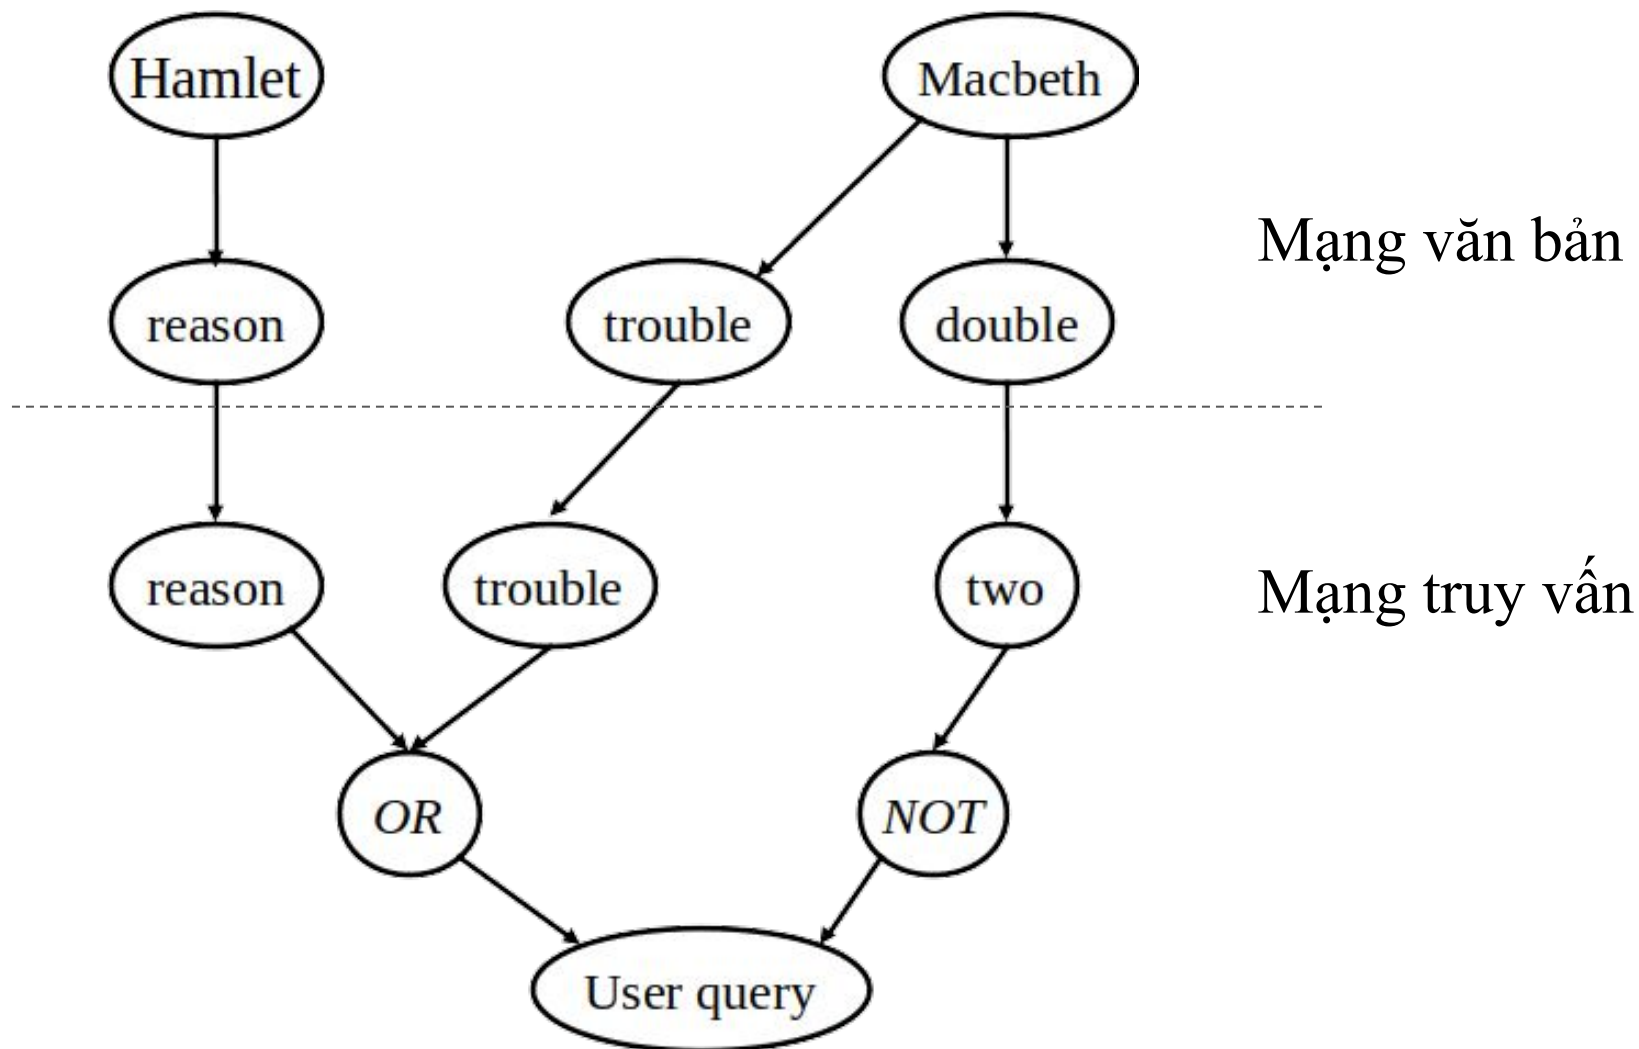 Hamlet
Macbeth
Mạng văn bản
reason
trouble
double
reason
trouble
two
Mạng truy vấn
OR
NOT
User query